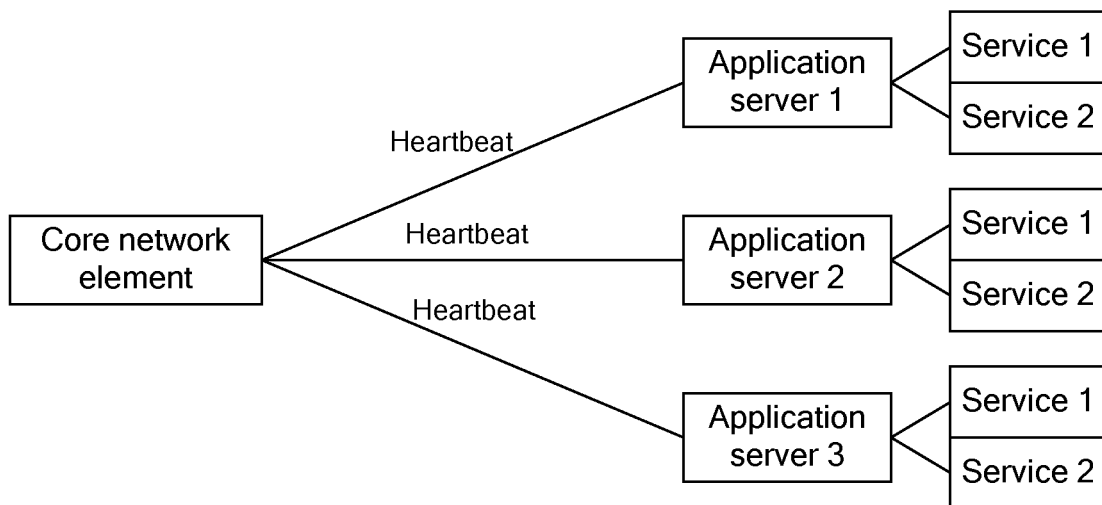 Core network
element
Heartbeat
Heartbeat
Heartbeat
Application
server 1
Service 1
Service 2
Application
server 2
Service 1
Service 2
Application
server 3
Service 1
Service 2